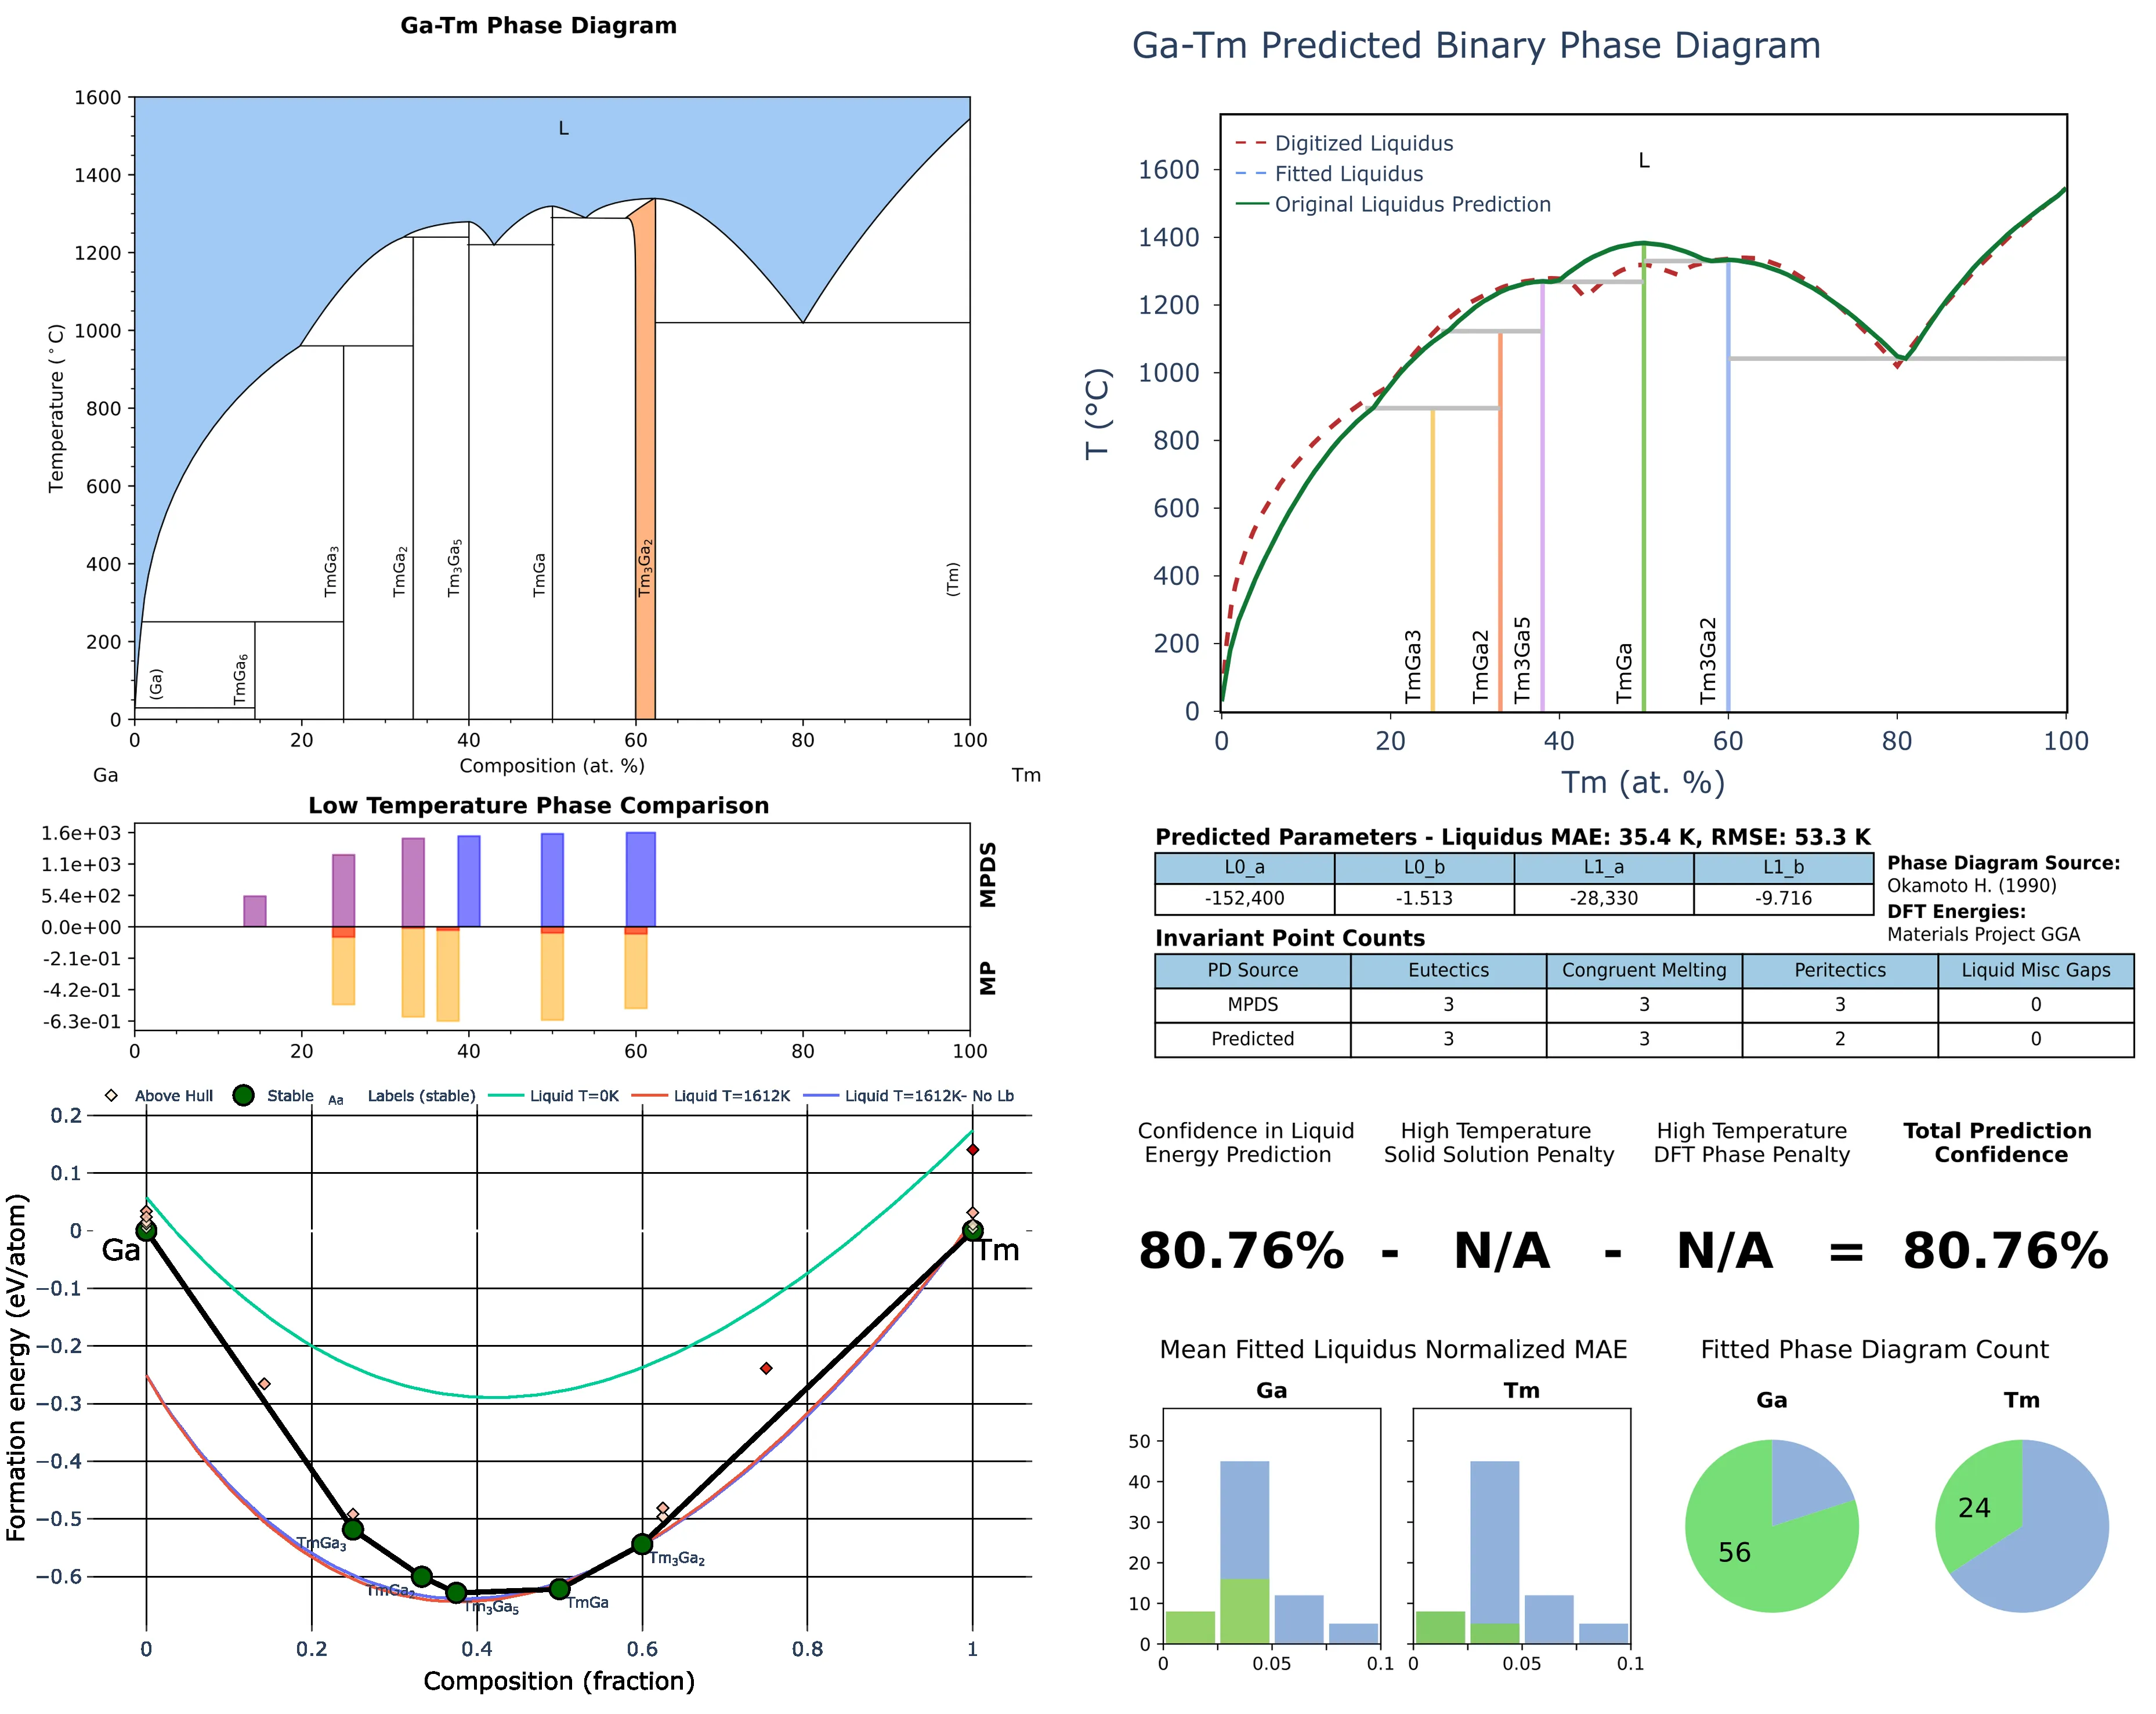 Ga-Tm Phase Diagram
1600
1400
1200
1000
800
600
400
200
0
Temperature (°C)
L
(Ga)
TmGa6
TmGa3
TmGa2
Tm3Ga5
TmGa
Tm3Ga2
(Tm)
0 20 40 60 80 100
Composition (at. %)
Ga Tm
Low Temperature Phase Comparison
1.6e+03
1.1e+03
5.4e+02
0.0e+00
-2.1e-01
-4.2e-01
-6.3e-01
MPDS
MP
0 20 40 60 80 100
Above Hull Stable Aa Labels (stable) Liquid T=0K Liquid T=1612K Liquid T=1612K- No Lb
0.2
0.1
0
−0.1
−0.2
−0.3
−0.4
−0.5
−0.6
Formation energy (eV/atom)
Ga
Tm
TmGa3
TmGa2
Tm3Ga5
TmGa
Tm3Ga2
0 0.2 0.4 0.6 0.8 1
Composition (fraction)
Ga-Tm Predicted Binary Phase Diagram
Digitized Liquidus
Fitted Liquidus
Original Liquidus Prediction
L
1600
1400
1200
1000
800
600
400
200
0
T (°C)
TmGa3
TmGa2
Tm3Ga5
TmGa
Tm3Ga2
0 20 40 60 80 100
Tm (at. %)
Predicted Parameters - Liquidus MAE: 35.4 K, RMSE: 53.3 K
L0_a L0_b L1_a L1_b
-152,400 -1.513 -28,330 -9.716
Phase Diagram Source:
Okamoto H. (1990)
DFT Energies:
Materials Project GGA
Invariant Point Counts
PD Source Eutectics Congruent Melting Peritectics Liquid Misc Gaps
MPDS 3 3 3 0
Predicted 3 3 2 0
Confidence in Liquid
Energy Prediction
High Temperature
Solid Solution Penalty
High Temperature
DFT Phase Penalty
Total Prediction
Confidence
80.76% - N/A - N/A = 80.76%
Mean Fitted Liquidus Normalized MAE
Ga Tm
50
40
30
20
10
0
0 0.05 0.1
0 0.05 0.1
Fitted Phase Diagram Count
Ga Tm
56
24